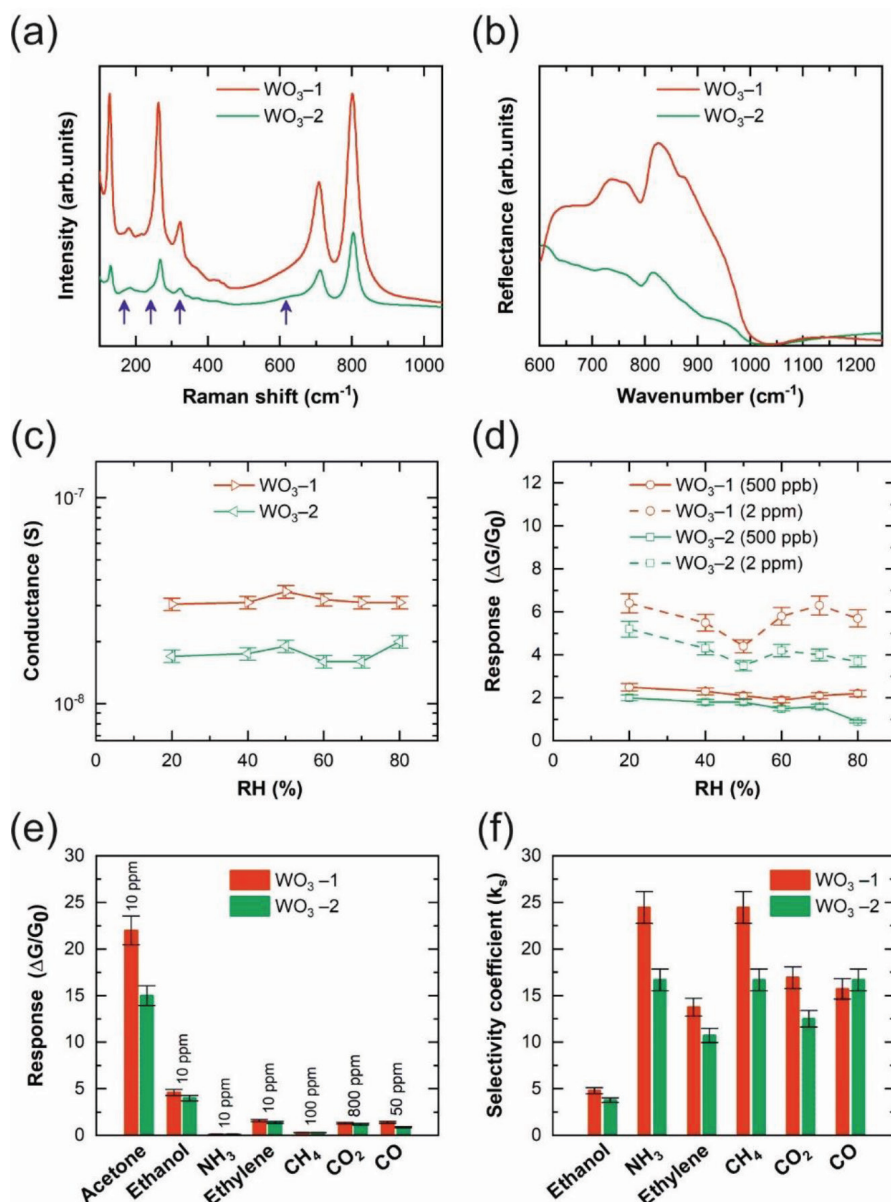 (a)
WO₃–1
WO₃–2
Intensity (arb.units)
200 400 600 800 1000
Raman shift (cm⁻¹)
(b)
WO₃–1
WO₃–2
Reflectance (arb.units)
600 700 800 900 1000 1100 1200
Wavenumber (cm⁻¹)
(c)
WO₃–1
WO₃–2
10⁻⁷
10⁻⁸
Conductance (S)
0 20 40 60 80
RH (%)
(d)
WO₃–1 (500 ppb)
WO₃–1 (2 ppm)
WO₃–2 (500 ppb)
WO₃–2 (2 ppm)
12
10
8
6
4
2
0
Response (ΔG/G₀)
0 20 40 60 80
RH (%)
(e)
WO₃ –1
WO₃ –2
30
25
20
15
10
5
0
Response (ΔG/G₀)
10 ppm
10 ppm
10 ppm
10 ppm
100 ppm
800 ppm
50 ppm
Acetone
Ethanol
NH₃
Ethylene
CH₄
CO₂
CO
(f)
WO₃ –1
WO₃ –2
30
25
20
15
10
5
0
Selectivity coefficient (kₛ)
Ethanol
NH₃
Ethylene
CH₄
CO₂
CO